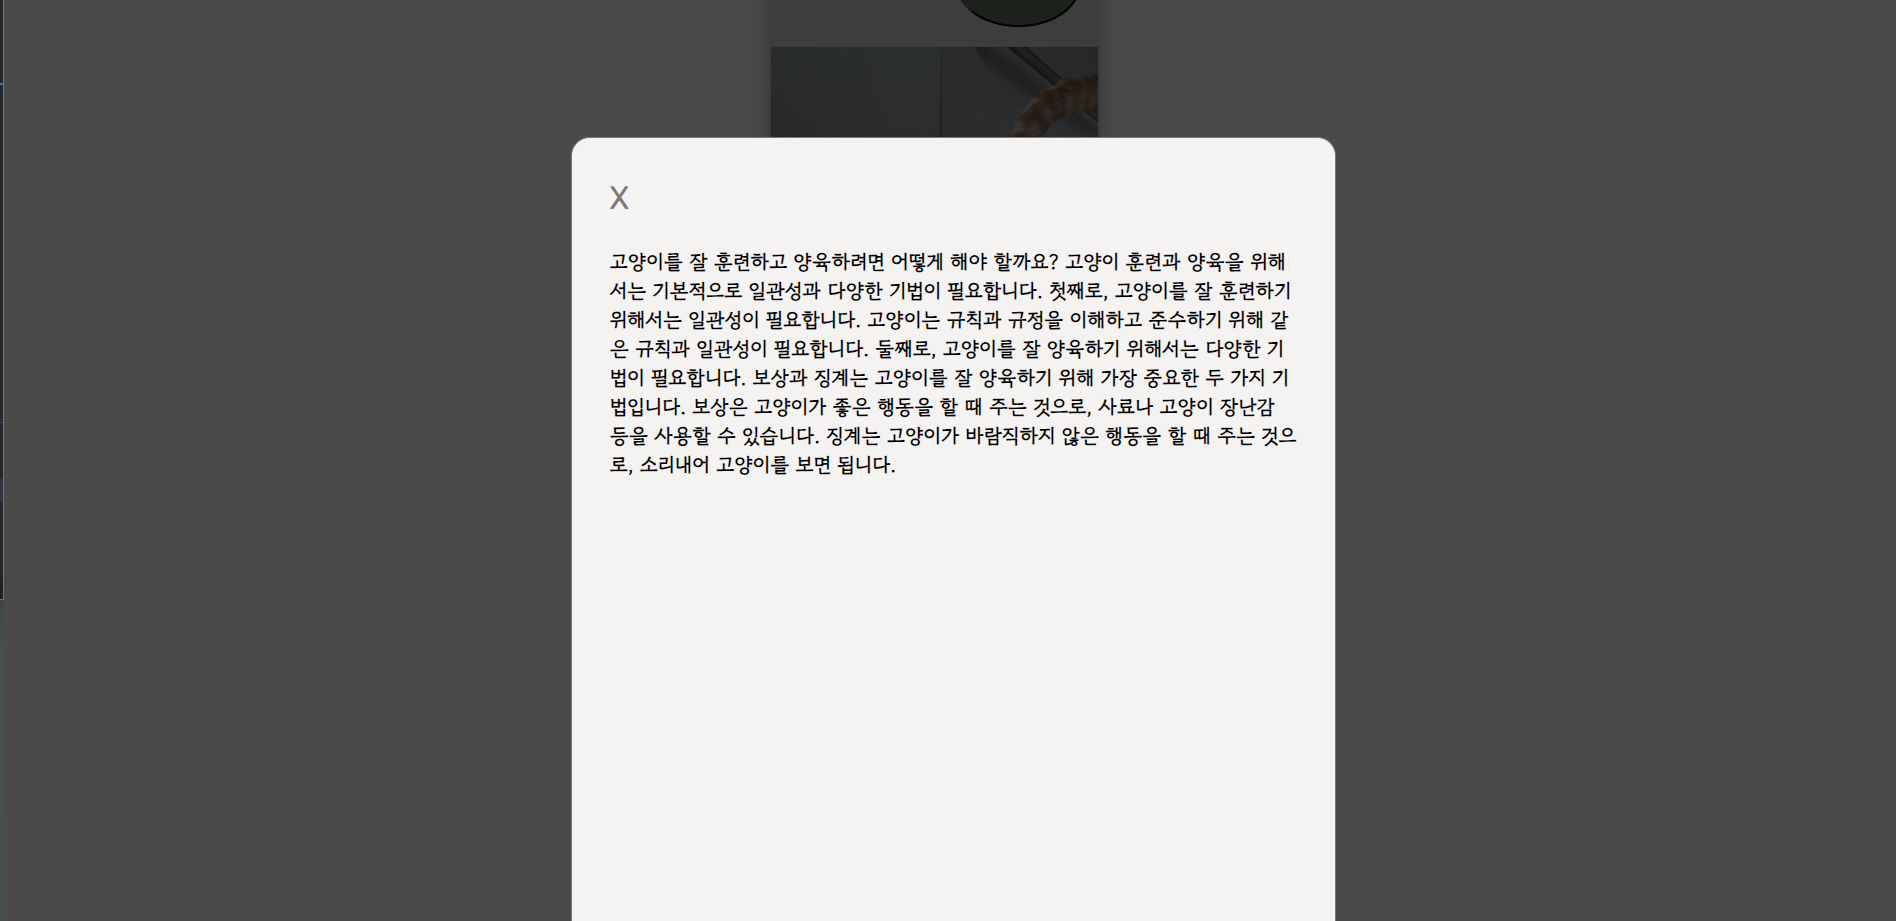 X
고양이를 잘 훈련하고 양육하려면 어떻게 해야 할까요? 고양이 훈련과 양육을 위해
서는 기본적으로 일관성과 다양한 기법이 필요합니다. 첫째로, 고양이를 잘 훈련하기
위해서는 일관성이 필요합니다. 고양이는 규칙과 규정을 이해하고 준수하기 위해 같
은 규칙과 일관성이 필요합니다. 둘째로, 고양이를 잘 양육하기 위해서는 다양한 기
법이 필요합니다. 보상과 징계는 고양이를 잘 양육하기 위해 가장 중요한 두 가지 기
법입니다. 보상은 고양이가 좋은 행동을 할 때 주는 것으로, 사료나 고양이 장난감
등을 사용할 수 있습니다. 징계는 고양이가 바람직하지 않은 행동을 할 때 주는 것으
로, 소리내어 고양이를 보면 됩니다.